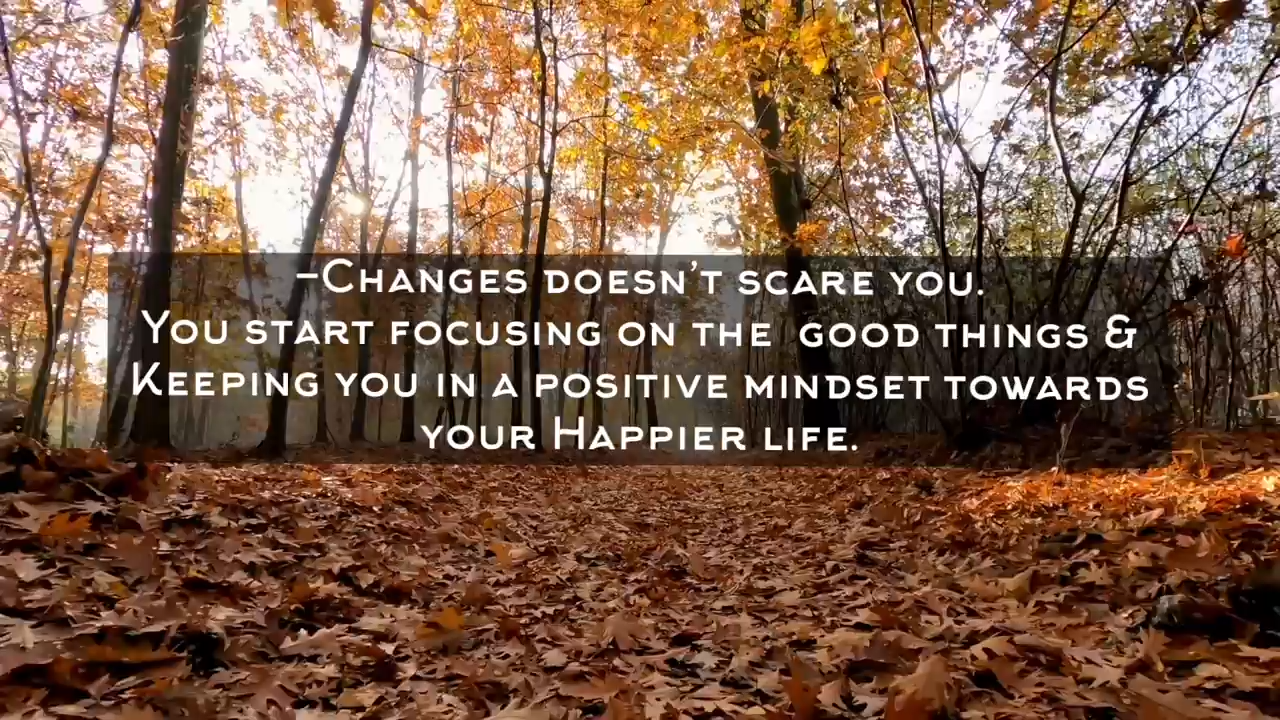 -Changes doesn't scare you.
You start focusing on the  good things &
Keeping you in a positive mindset towards
your Happier life.